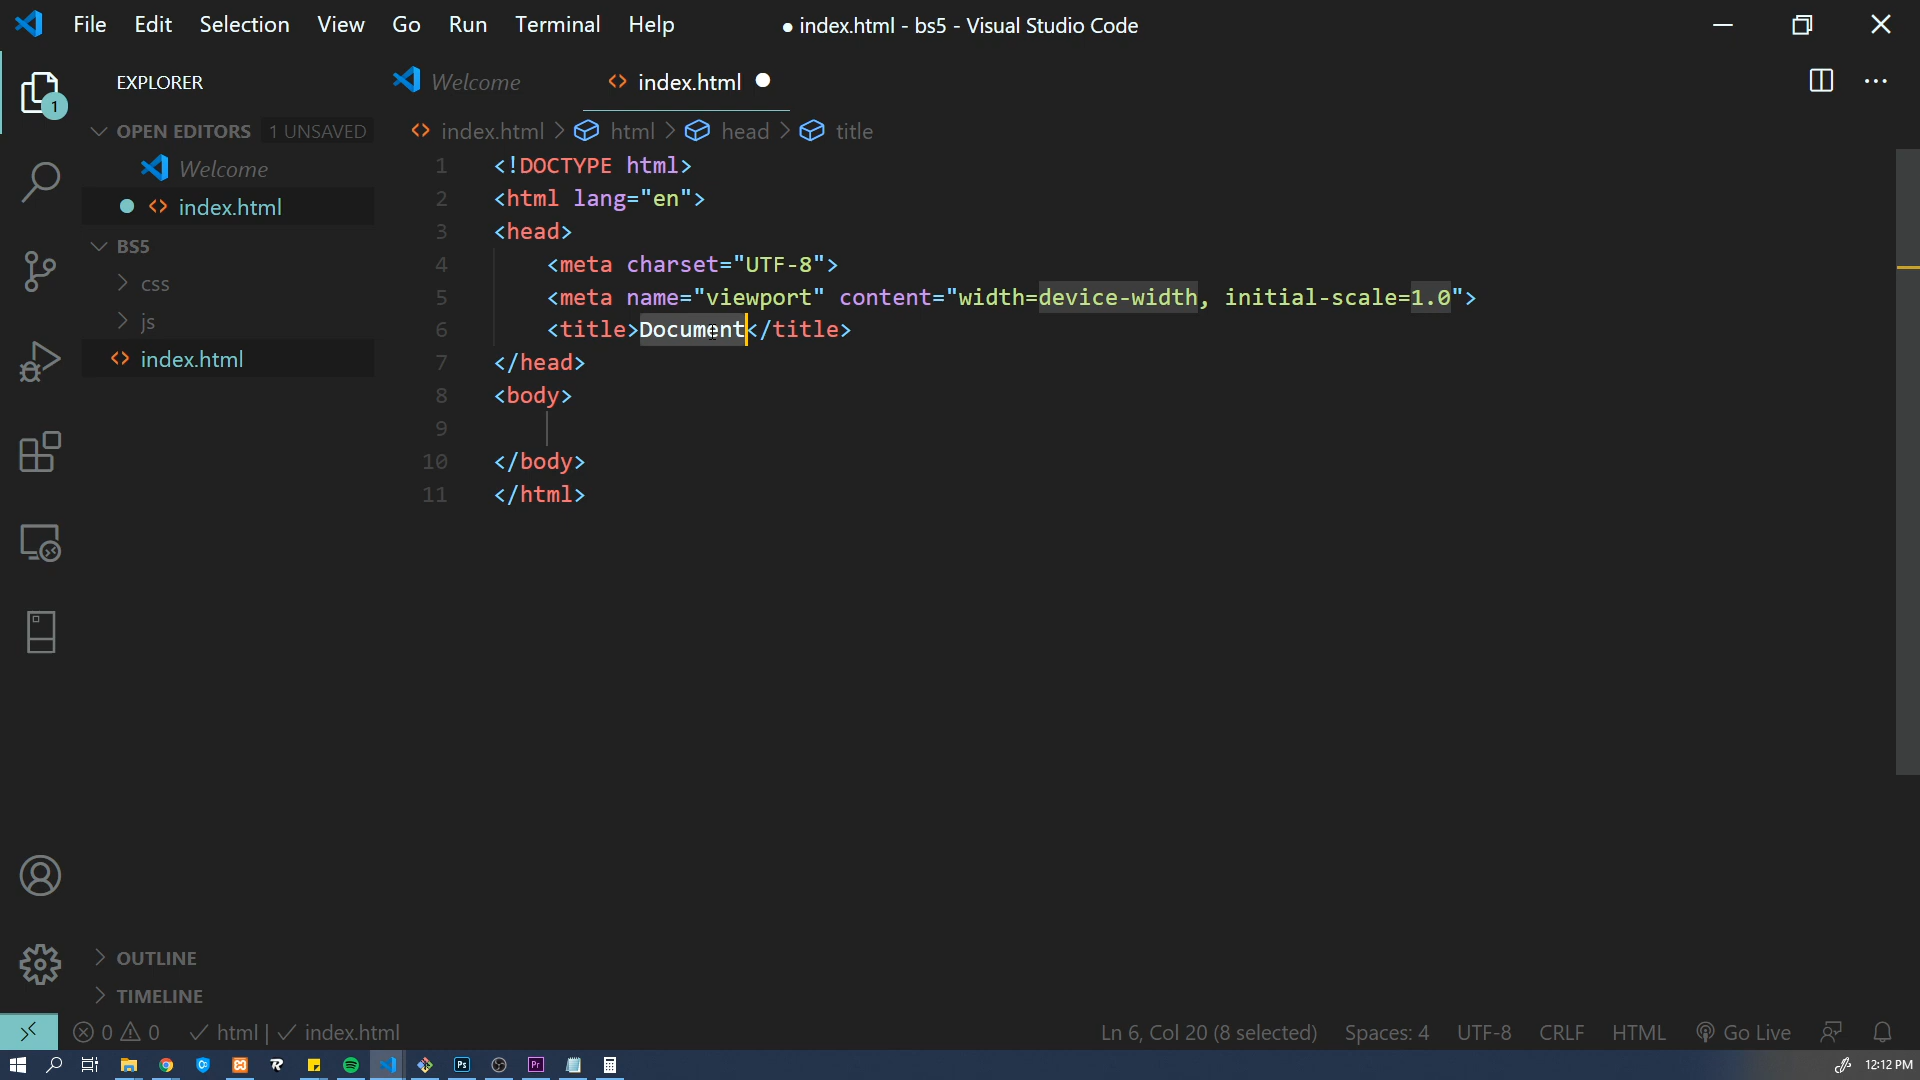 File Edit Selection View Go Run Terminal Help ● index.html - bs5 - Visual Studio Code
EXPLORER
Welcome
index.html
1
OPEN EDITORS 1 UNSAVED
Welcome
index.html
BS5
css
js
index.html
index.html > html > head > title
1 <!DOCTYPE html>
2 <html lang="en">
3 <head>
4 <meta charset="UTF-8">
5 <meta name="viewport" content="width=device-width, initial-scale=1.0">
6 <title>Document</title>
7 </head>
8 <body>
9
10 </body>
11 </html>
OUTLINE
TIMELINE
0 0 html | index.html Ln 6, Col 20 (8 selected) Spaces: 4 UTF-8 CRLF HTML Go Live
Ps Pr 12:12 PM